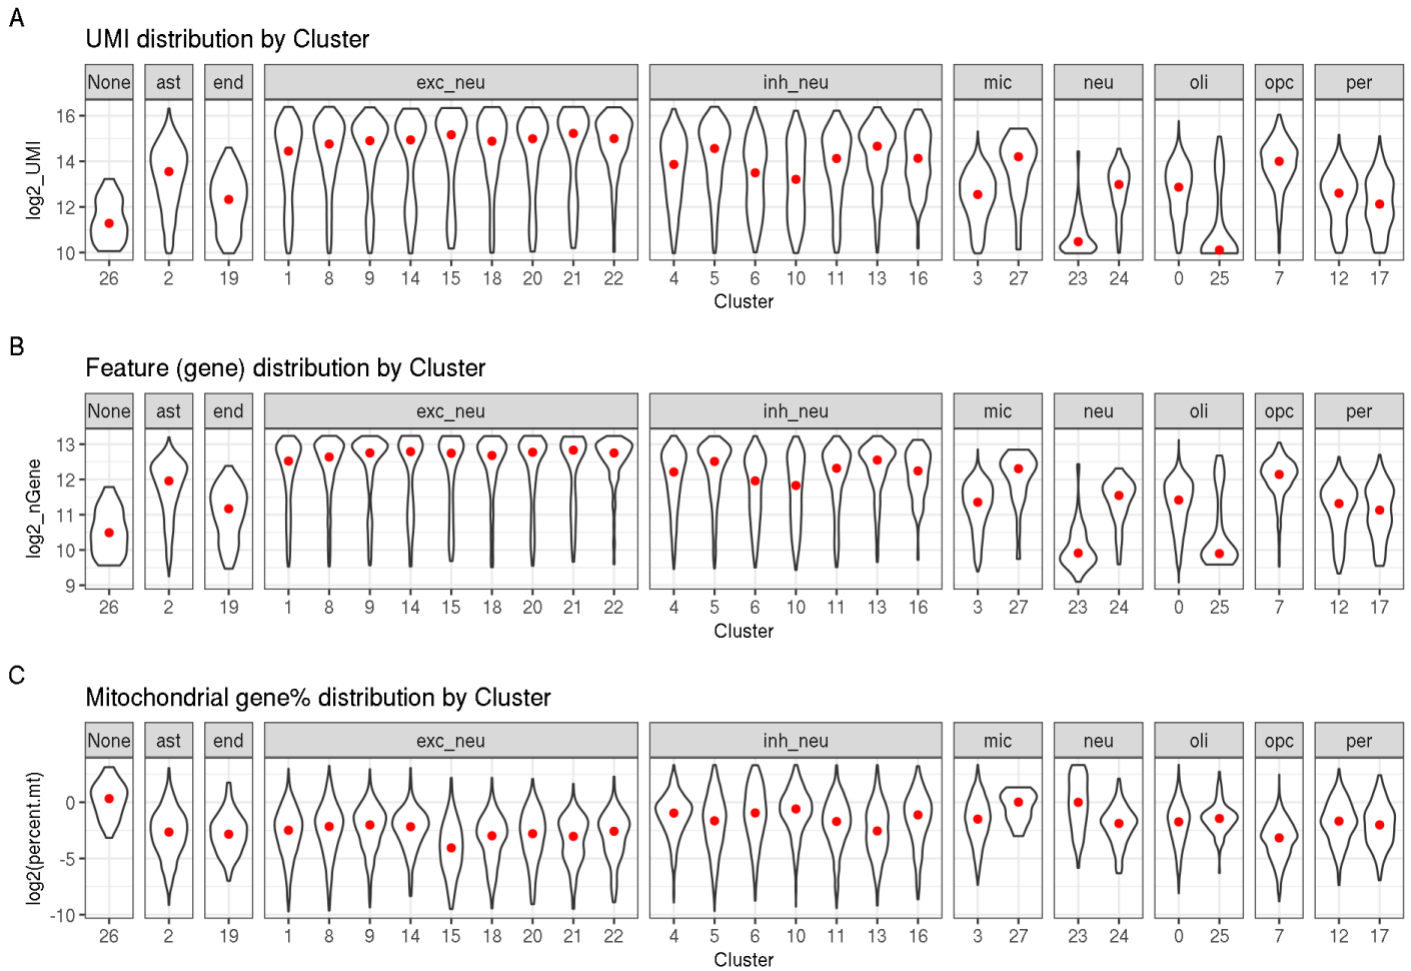 A
UMI distribution by Cluster
None ast end exc_neu inh_neu mic neu oli opc per
16
14
12
10
log2_UMI
26 2 19 1 8 9 14 15 18 20 21 22 4 5 6 10 11 13 16 3 27 23 24 0 25 7 12 17
Cluster
B
Feature (gene) distribution by Cluster
None ast end exc_neu inh_neu mic neu oli opc per
13
12
11
10
9
log2_nGene
26 2 19 1 8 9 14 15 18 20 21 22 4 5 6 10 11 13 16 3 27 23 24 0 25 7 12 17
Cluster
C
Mitochondrial gene% distribution by Cluster
None ast end exc_neu inh_neu mic neu oli opc per
0
-5
-10
log2(percent.mt)
26 2 19 1 8 9 14 15 18 20 21 22 4 5 6 10 11 13 16 3 27 23 24 0 25 7 12 17
Cluster